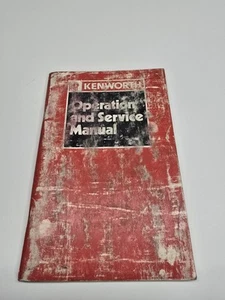 KENWORTH
Operation
and Service
Manual